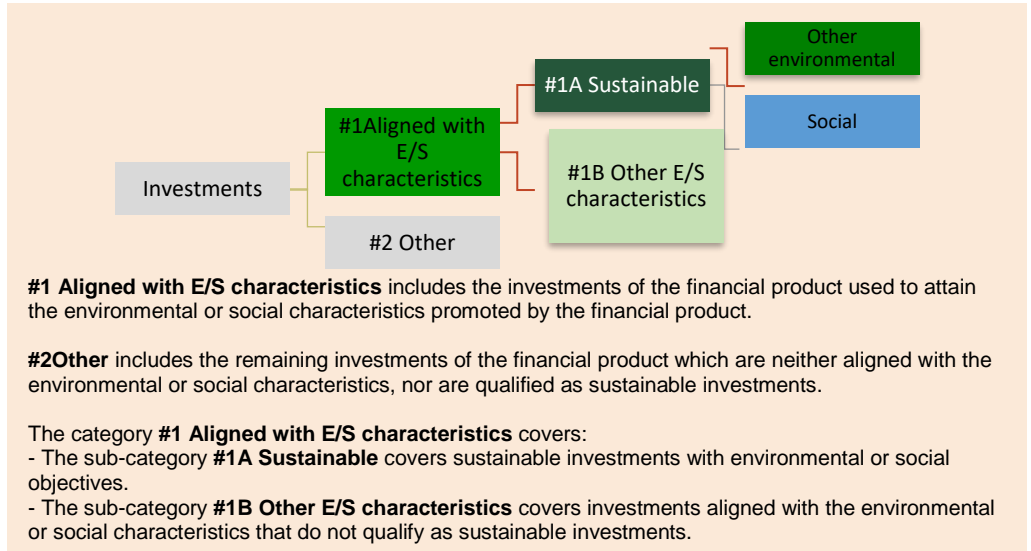 Other
environmental
#1A Sustainable
Social
#1Aligned with
E/S
characteristics
#1B Other E/S
characteristics
Investments
#2 Other
#1 Aligned with E/S characteristics includes the investments of the financial product used to attain
the environmental or social characteristics promoted by the financial product.
#2Other includes the remaining investments of the financial product which are neither aligned with the
environmental or social characteristics, nor are qualified as sustainable investments.
The category #1 Aligned with E/S characteristics covers:
- The sub-category #1A Sustainable covers sustainable investments with environmental or social
objectives.
- The sub-category #1B Other E/S characteristics covers investments aligned with the environmental
or social characteristics that do not qualify as sustainable investments.